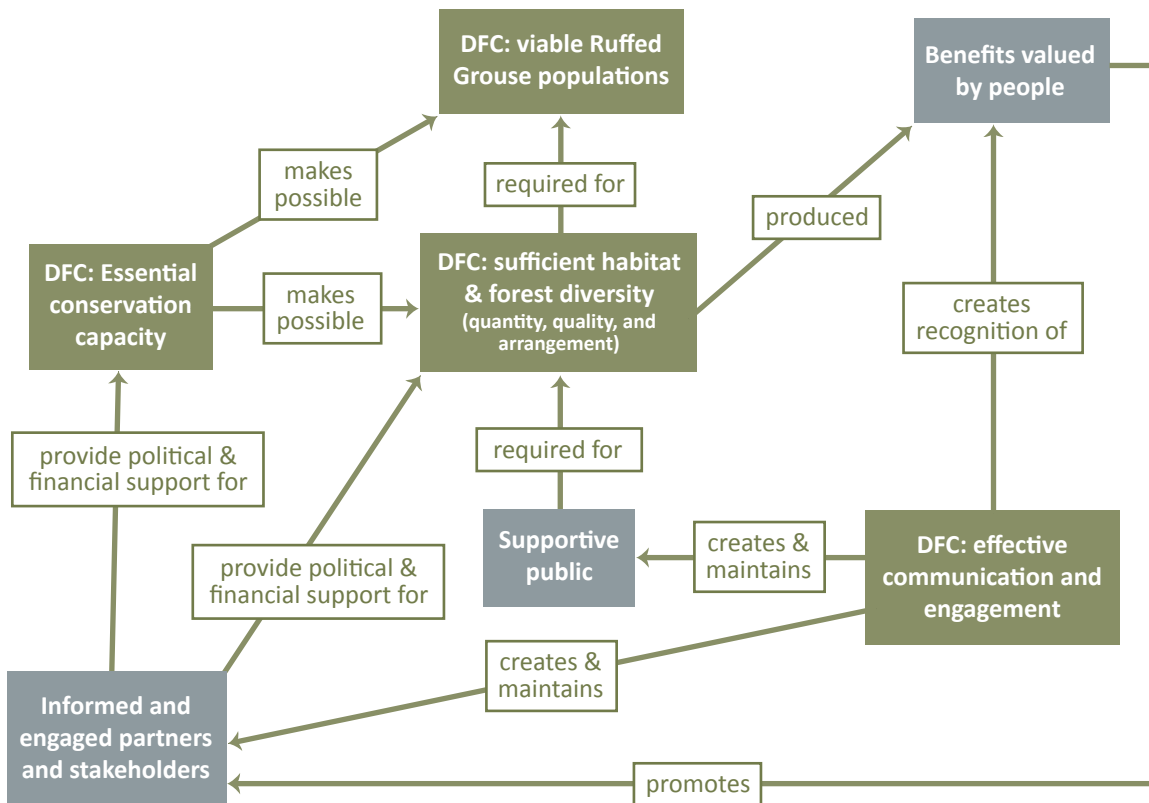 DFC: viable Ruffed
Grouse populations
Benefits valued
by people
makes
possible
required for
produced
DFC: Essential
conservation
capacity
makes
possible
DFC: sufficient habitat
& forest diversity
(quantity, quality, and
arrangement)
creates
recognition of
provide political &
financial support for
required for
provide political &
financial support for
Supportive
public
creates &
maintains
DFC: effective
communication and
engagement
creates &
maintains
Informed and
engaged partners
and stakeholders
promotes